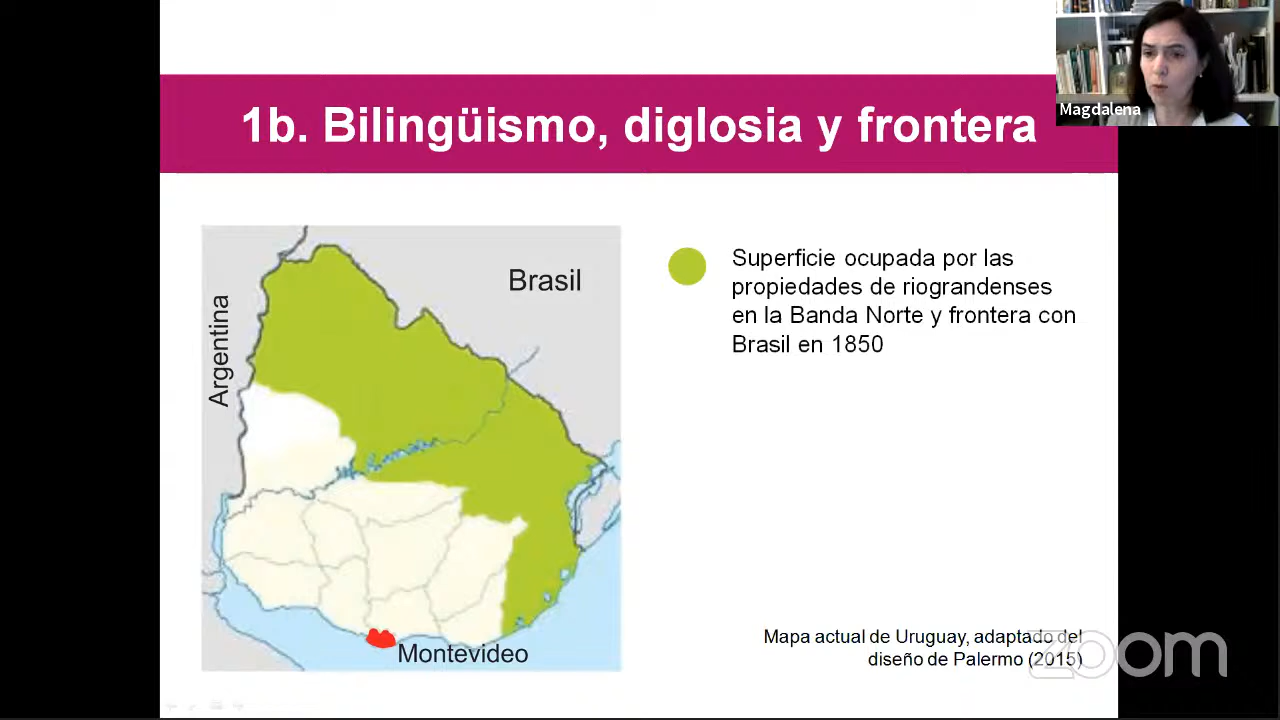 1b. Bilingüismo, diglosia y frontera
Magdalena
Brasil
Argentina
Montevideo
Superficie ocupada por las
propiedades de riograndenses
en la Banda Norte y frontera con
Brasil en 1850
Mapa actual de Uruguay, adaptado del
diseño de Palermo (2015)
zoom